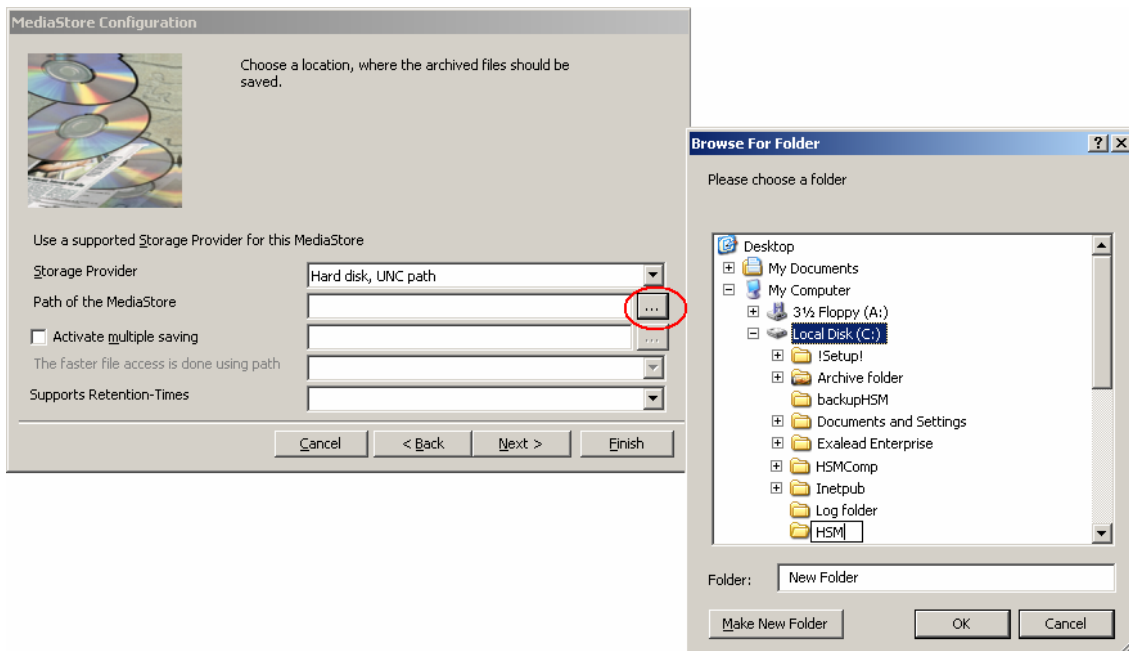 MediaStore Configuration
Choose a location, where the archived files should be
saved.
Use a supported Storage Provider for this MediaStore
Storage Provider
Hard disk, UNC path
Path of the MediaStore
...
Activate multiple saving
...
The faster file access is done using path
Supports Retention-Times
Cancel
< Back
Next >
Finish
Browse For Folder
?
Please choose a folder
Desktop
My Documents
My Computer
3½ Floppy (A:)
Local Disk (C:)
!Setup!
Archive folder
backupHSM
Documents and Settings
Exalead Enterprise
HSMComp
Inetpub
Log folder
HSM
Folder:
New Folder
Make New Folder
OK
Cancel